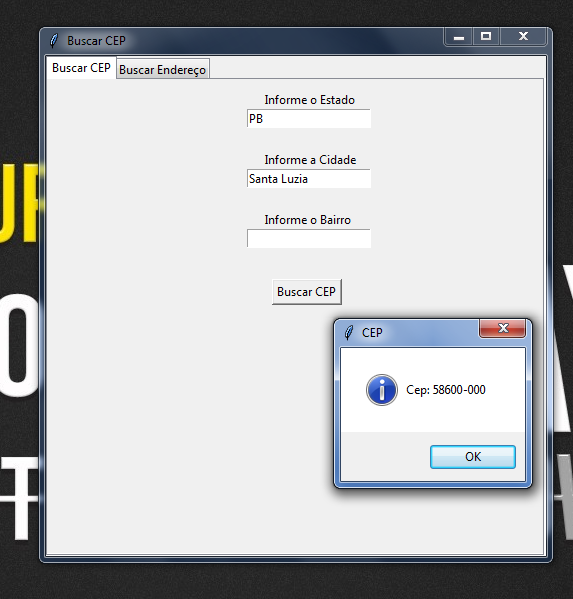 Buscar CEP
Buscar CEP Buscar Endereço
Informe o Estado
PB
Informe a Cidade
Santa Luzia
Informe o Bairro
Buscar CEP
CEP
Cep: 58600-000
OK